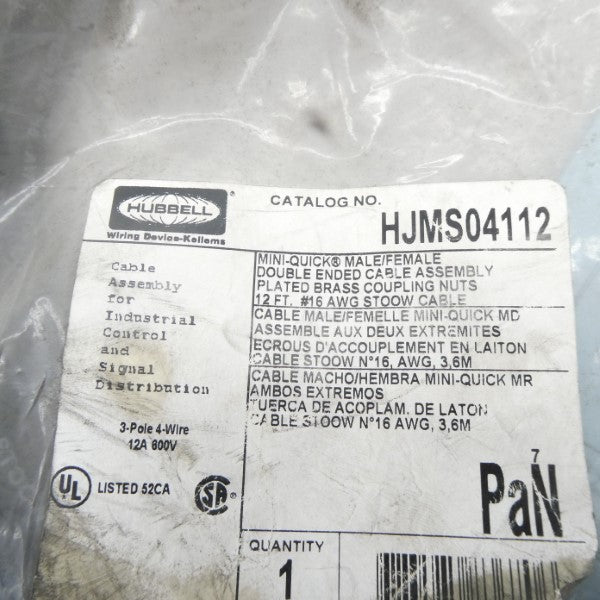 HUBBELL
Wiring Device-Kellems
CATALOG NO.
HJMS04112
Cable
Assembly
for
Industrial
Control
and
Signal
Distribution
3-Pole 4-Wire
12A 600V
UL
LISTED 52CA
SA
MINI-QUICK® MALE/FEMALE
DOUBLE ENDED CABLE ASSEMBLY
PLATED BRASS COUPLING NUTS
12 FT. #16 AWG STOOW CABLE
CABLE MALE/FEMELLE MINI-QUICK MD
ASSEMBLE AUX DEUX EXTREMITES
ECROUS D'ACCOUPLEMENT EN LAITON
CABLE STOOW N°16, AWG, 3,6M
CABLE MACHO/HEMBRA MINI-QUICK MR
AMBOS EXTREMOS
TUERCA DE ACOPLAM. DE LATON
CABLE STOOW N°16 AWG, 3,6M
7
PaN
QUANTITY
1